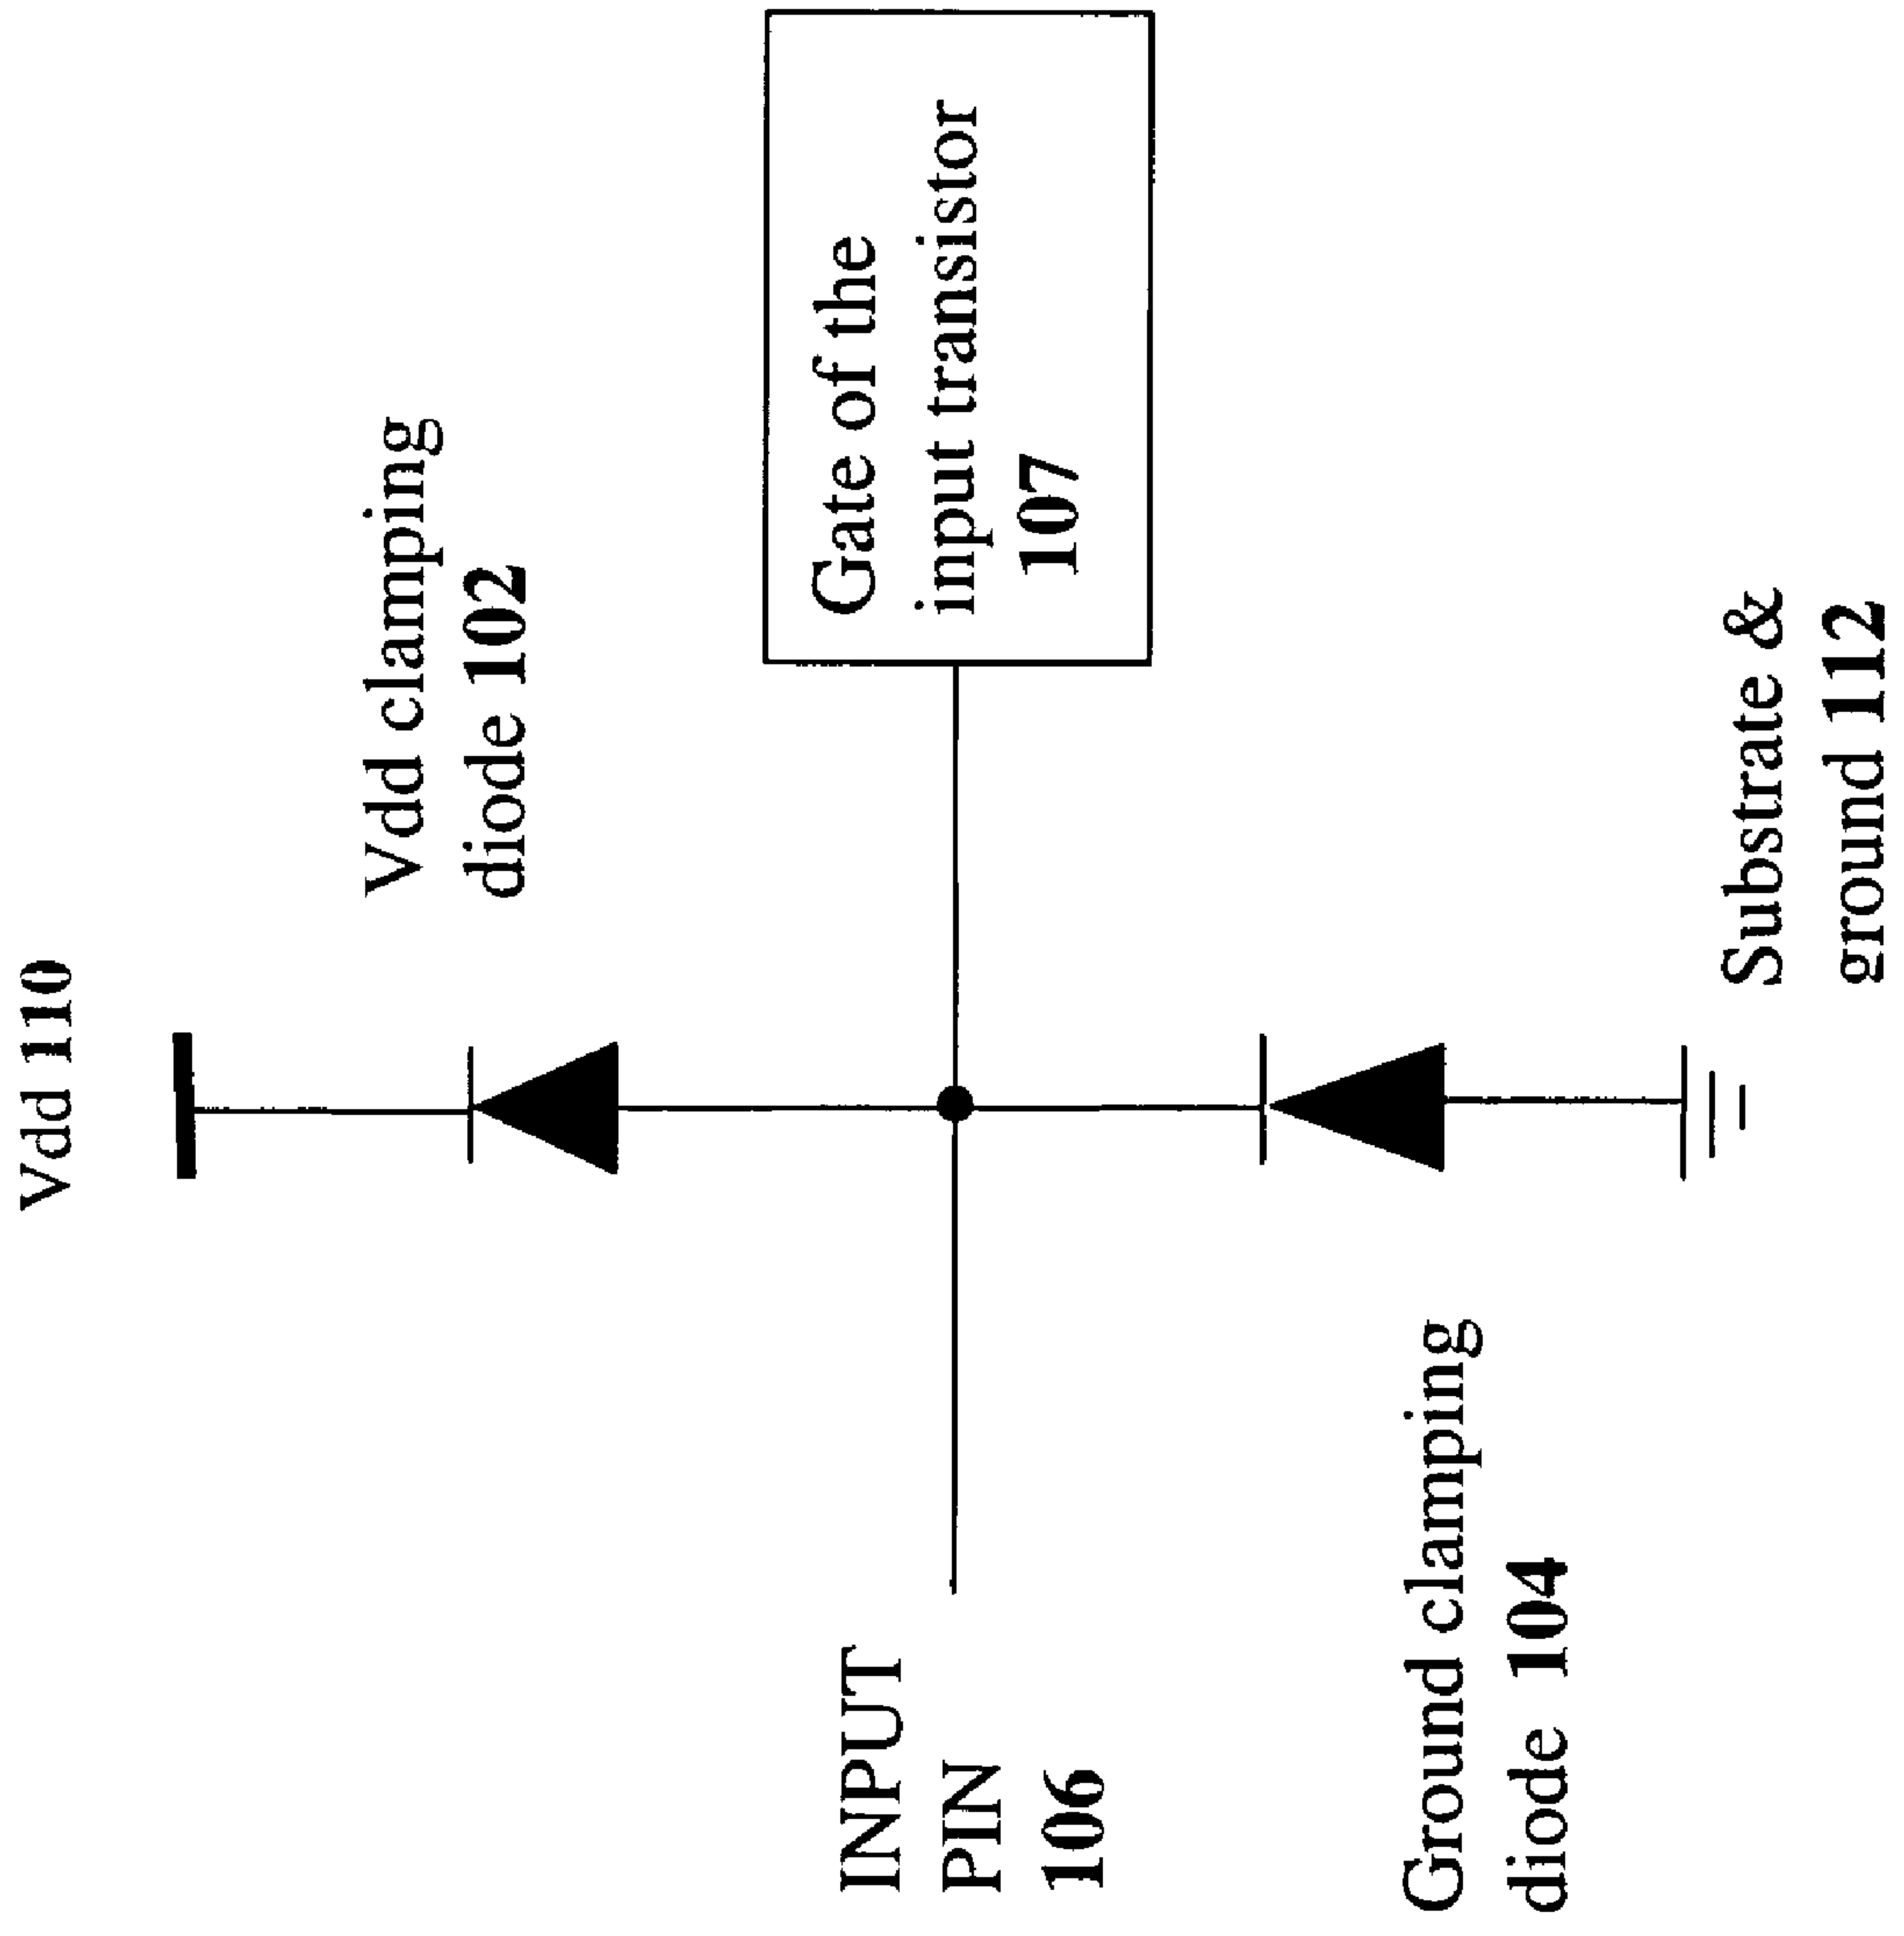 Vdd 110
Vdd clamping
diode 102
INPUT
PIN
106
Gate of the
input transistor
107
Ground clamping
diode 104
Substrate &
ground 112